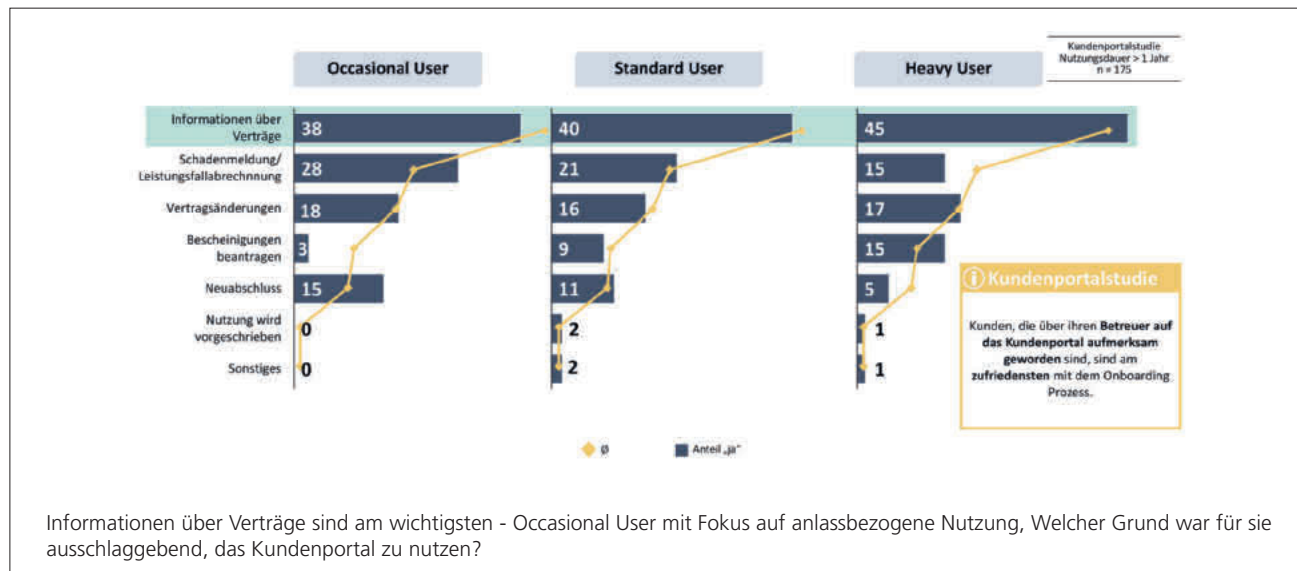 Occasional User
Standard User
Heavy User
Kundenportalstudie
Nutzungsdauer > 1 Jahr
n = 175
Informationen über
Verträge
38
40
45
Schadenmeldung/
Leistungsfallabrechnnung
28
21
15
Vertragsänderungen
18
16
17
Bescheinigungen
beantragen
3
9
15
Neuabschluss
15
11
5
Nutzung wird
vorgeschrieben
0
2
1
Sonstiges
0
2
1
i Kundenportalstudie
Kunden, die über ihren Betreuer auf
das Kundenportal aufmerksam
geworden sind, sind am
zufriedensten mit dem Onboarding
Prozess.
Ø
Anteil „ja"
Informationen über Verträge sind am wichtigsten - Occasional User mit Fokus auf anlassbezogene Nutzung, Welcher Grund war für sie
ausschlaggebend, das Kundenportal zu nutzen?